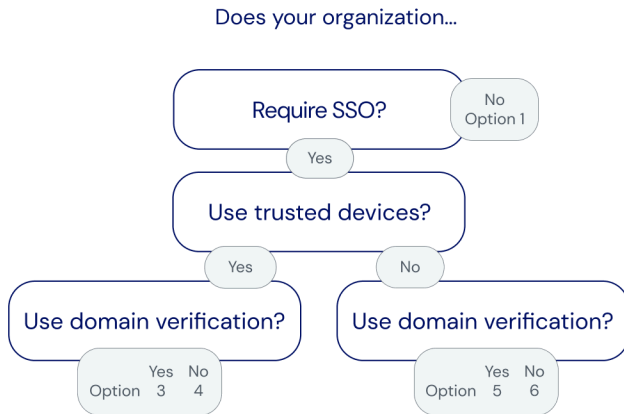 Does your organization...
Require SSO?
No
Option 1
Yes
Use trusted devices?
Yes
No
Use domain verification?
Use domain verification?
Yes No
Option 3 4
Yes No
Option 5 6